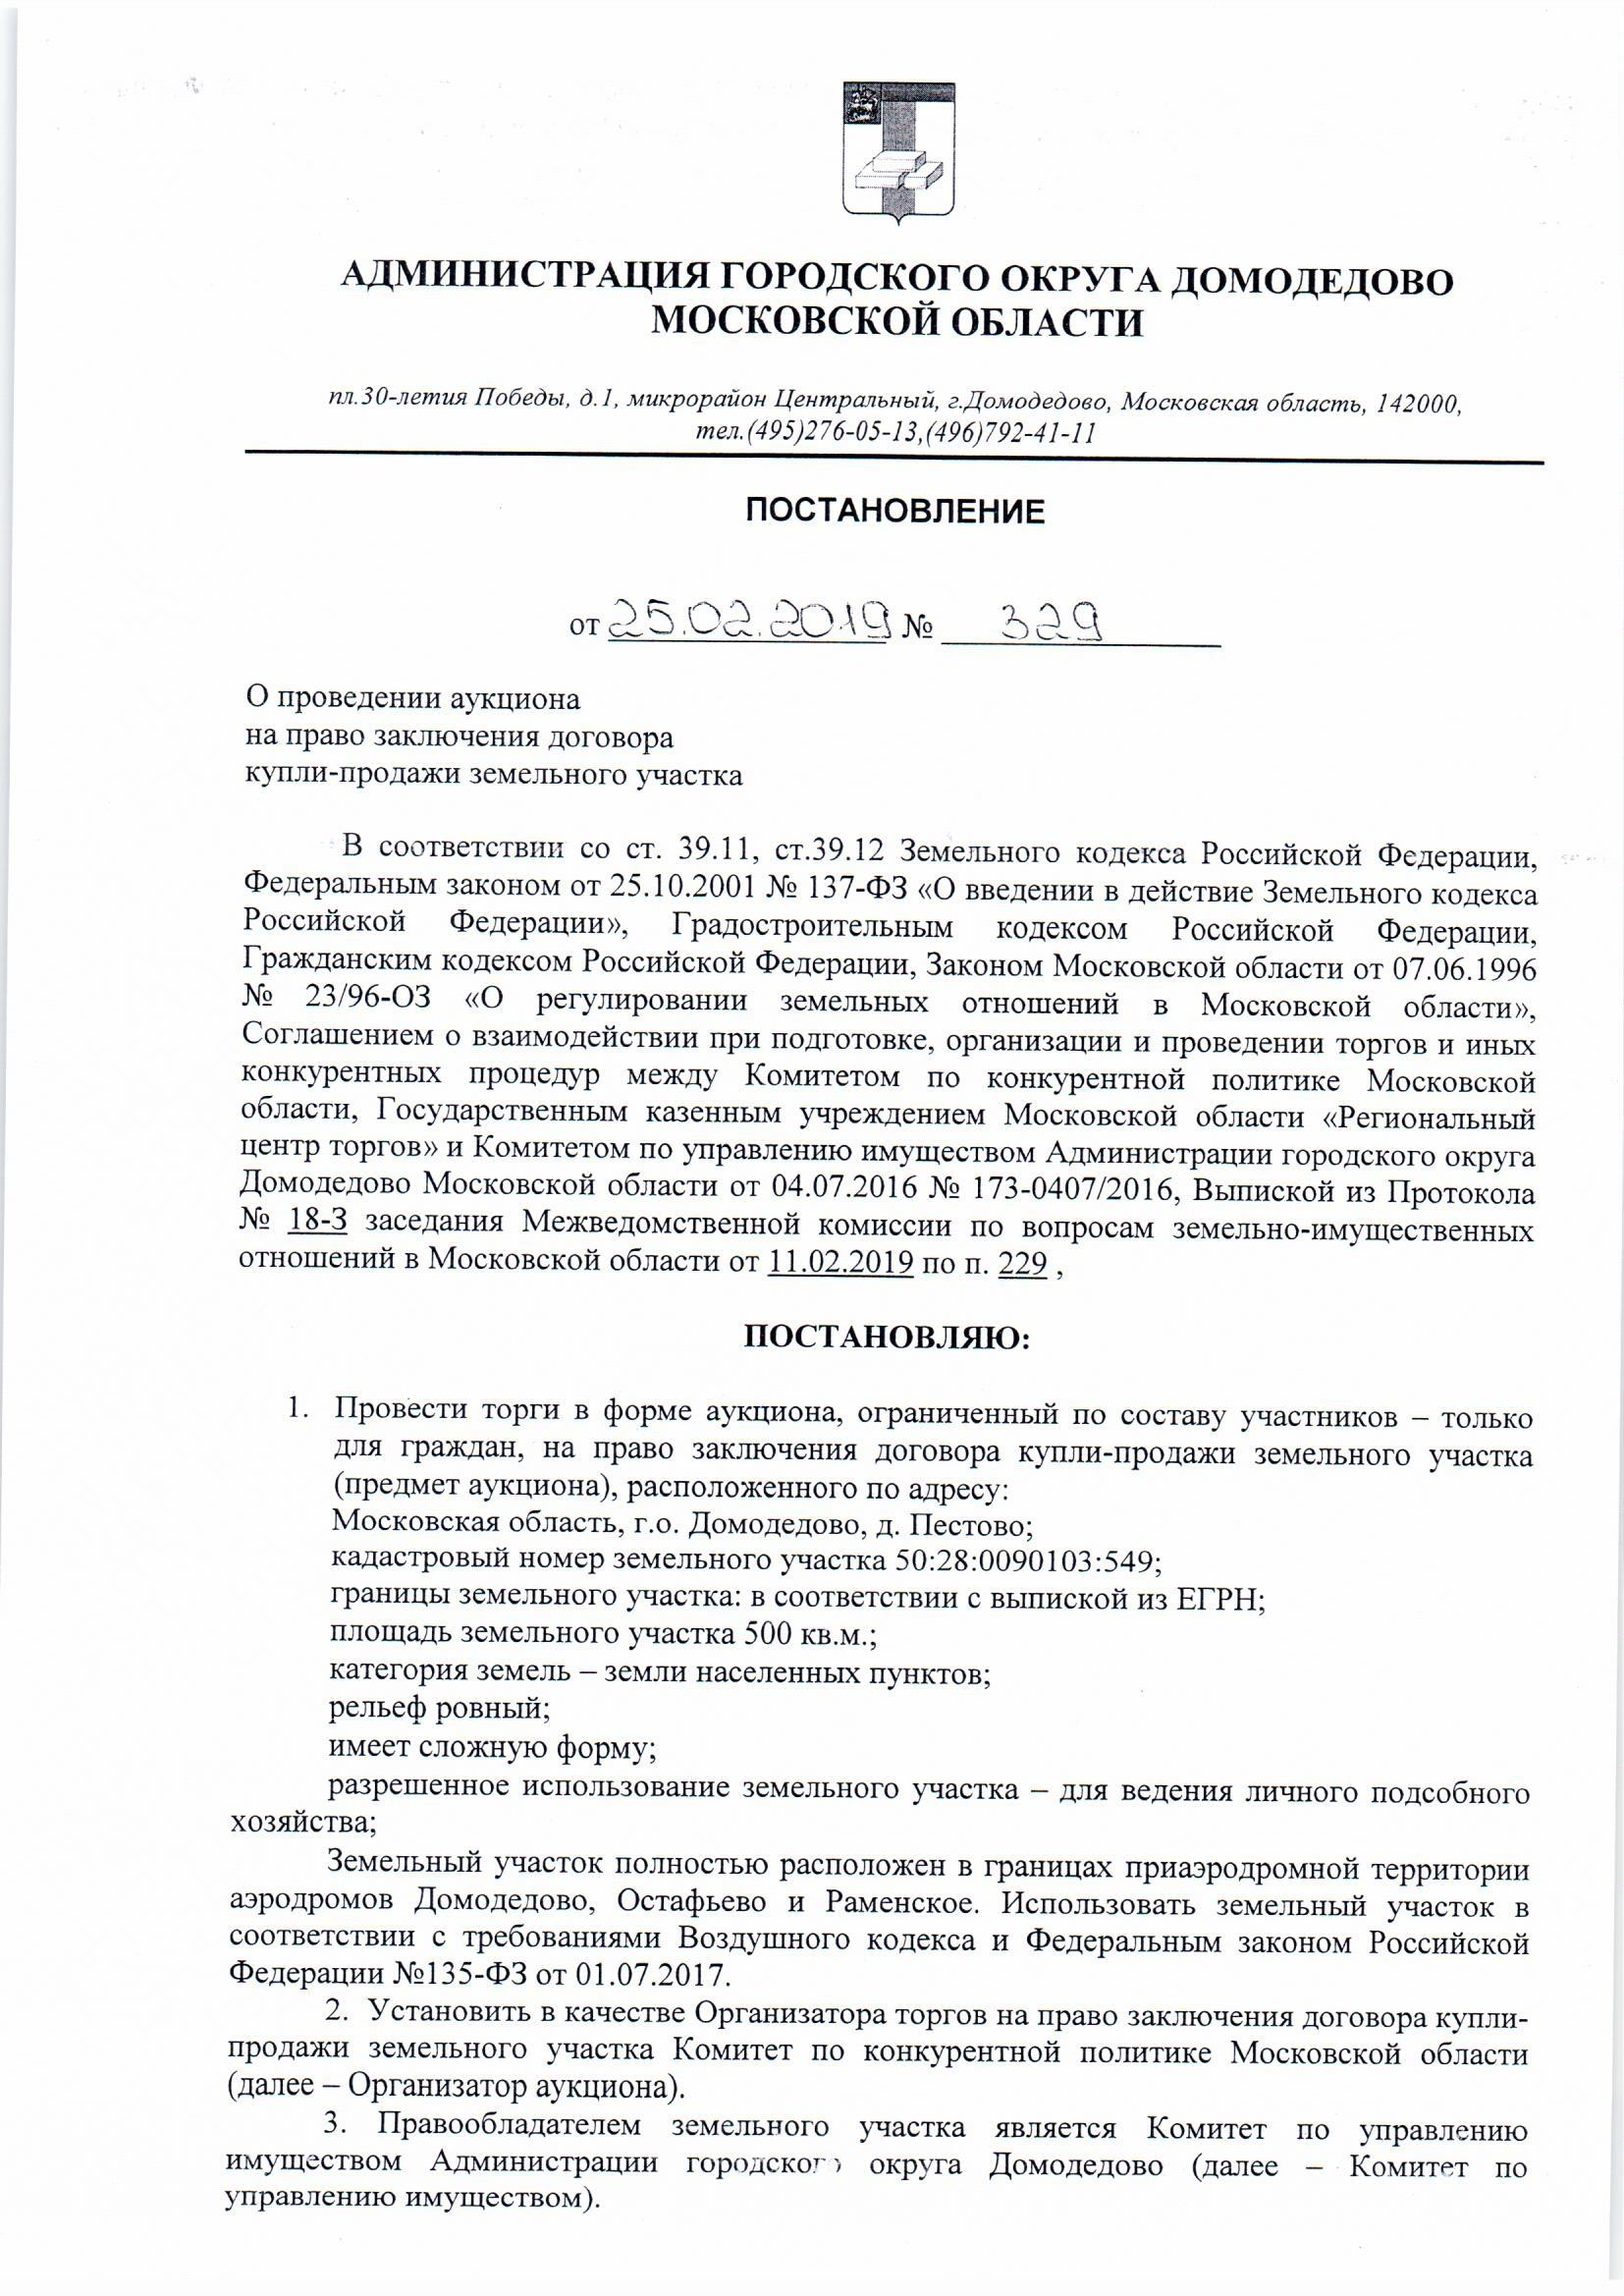 АДМИНИСТРАЦИЯ ГОРОДСКОГО ОКРУГА ДОМОДЕДОВО
МОСКОВСКОЙ ОБЛАСТИ
пл.30-летия Победы, д.1, микрорайон Центральный, г.Домодедово, Московская область, 142000,
тел.(495)276-05-13,(496)792-41-11
ПОСТАНОВЛЕНИЕ
от 25.02.2019 № 329
О проведении аукциона
на право заключения договора
купли-продажи земельного участка
В соответствии со ст. 39.11, ст.39.12 Земельного кодекса Российской Федерации,
Федеральным законом от 25.10.2001 № 137-ФЗ «О введении в действие Земельного кодекса
Российской Федерации», Градостроительным кодексом Российской Федерации,
Гражданским кодексом Российской Федерации, Законом Московской области от 07.06.1996
№ 23/96-ОЗ «О регулировании земельных отношений в Московской области»,
Соглашением о взаимодействии при подготовке, организации и проведении торгов и иных
конкурентных процедур между Комитетом по конкурентной политике Московской
области, Государственным казенным учреждением Московской области «Региональный
центр торгов» и Комитетом по управлению имуществом Администрации городского округа
Домодедово Московской области от 04.07.2016 № 173-0407/2016, Выпиской из Протокола
№ 18-З заседания Межведомственной комиссии по вопросам земельно-имущественных
отношений в Московской области от 11.02.2019 по п. 229 ,
ПОСТАНОВЛЯЮ:
1. Провести торги в форме аукциона, ограниченный по составу участников – только
для граждан, на право заключения договора купли-продажи земельного участка
(предмет аукциона), расположенного по адресу:
Московская область, г.о. Домодедово, д. Пестово;
кадастровый номер земельного участка 50:28:0090103:549;
границы земельного участка: в соответствии с выпиской из ЕГРН;
площадь земельного участка 500 кв.м.;
категория земель – земли населенных пунктов;
рельеф ровный;
имеет сложную форму;
разрешенное использование земельного участка – для ведения личного подсобного
хозяйства;
Земельный участок полностью расположен в границах приаэродромной территории
аэродромов Домодедово, Остафьево и Раменское. Использовать земельный участок в
соответствии с требованиями Воздушного кодекса и Федеральным законом Российской
Федерации №135-ФЗ от 01.07.2017.
2. Установить в качестве Организатора торгов на право заключения договора купли-
продажи земельного участка Комитет по конкурентной политике Московской области
(далее – Организатор аукциона).
3. Правообладателем земельного участка является Комитет по управлению
имуществом Администрации городского округа Домодедово (далее – Комитет по
управлению имуществом).